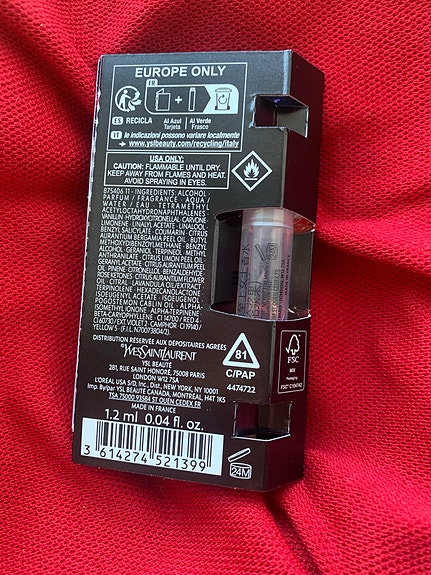 EUROPE ONLY
FR
+
ES RECICLA
Al Azul
Tarjeta
Al Verde
Frasco
IT le indicazioni possono variare localmente
→ www.yslbeauty.com/recycling/italy
USA ONLY:
CAUTION: FLAMMABLE UNTIL DRY.
KEEP AWAY FROM FLAMES AND HEAT.
AVOID SPRAYING IN EYES.
875406 11 - INGREDIENTS: ALCOHOL •
PARFUM / FRAGRANCE • AQUA /
WATER / EAU • TETRAMETHYL
ACETYLOCTAHYDRONAPHTHALENES •
VANILLIN • HYDROXYCITRONELLAL • CARVONE •
LIMONENE • LINALYL ACETATE • LINALOOL •
BENZYL SALICYLATE • COUMARIN • CITRUS
AURANTIUM BERGAMIA PEEL OIL • BUTYL
METHOXYDIBENZOYLMETHANE • BENZYL
ALCOHOL • GERANIOL • TERPINEOL • METHYL
ANTHRANILATE • CITRUS LIMON PEEL OIL •
GERANYL ACETATE • CITRUS AURANTIUM PEEL
OIL • PINENE • CITRONELLOL • BENZALDEHYDE •
ROSE KETONES • CITRUS AURANTIUM FLOWER
OIL • CITRAL • LAVANDULA OIL/EXTRACT •
TERPINOLENE • HEXADECANOLACTONE •
ISOEUGENYL ACETATE • ISOEUGENOL •
POGOSTEMON CABLIN OIL • ALPHA-
ISOMETHYL IONONE • ALPHA-TERPINENE •
BETA-CARYOPHYLLENE • CI 14700 / RED 4 •
CI 60730 / EXT. VIOLET 2 • CAMPHOR • CI 19140 /
YELLOW 5 • (F.I.L. N70073804/2).
DISTRIBUTION RÉSERVÉE AUX DÉPOSITAIRES AGRÉÉS
YVESSAINTLAURENT
YSL BEAUTÉ
281, RUE SAINT HONORÉ, 75008 PARIS
LONDON W12 7SA
L'ORÉAL USA S/D, Inc., Dist., NEW YORK, NY 10001
Imp. By/par YSL BEAUTÉ CANADA, MONTRÉAL, H4T 1K5
TSA 75000 93584 ST OUEN CEDEX FR
MADE IN FRANCE
1.2 ml 0.04 fl. oz.
3 614274 521399
81
C/PAP
4474722
FSC
MIX
Packaging
24M